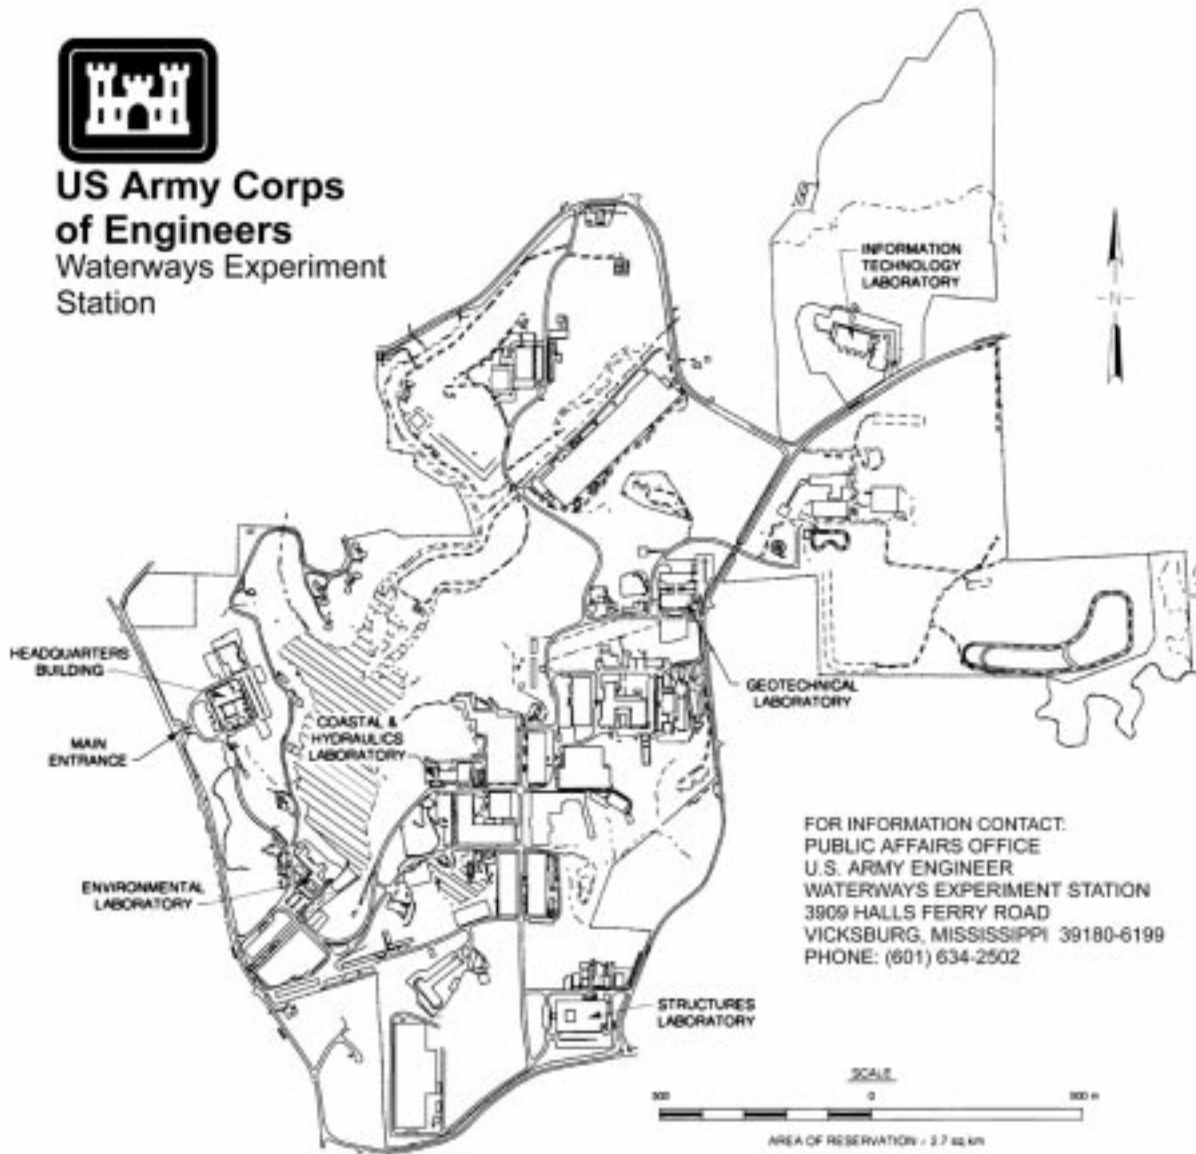 US Army Corps
of Engineers
Waterways Experiment
Station
INFORMATION
TECHNOLOGY
LABORATORY
N
HEADQUARTERS
BUILDING
MAIN
ENTRANCE
COASTAL &
HYDRAULICS
LABORATORY
GEOTECHNICAL
LABORATORY
ENVIRONMENTAL
LABORATORY
STRUCTURES
LABORATORY
FOR INFORMATION CONTACT:
PUBLIC AFFAIRS OFFICE
U.S. ARMY ENGINEER
WATERWAYS EXPERIMENT STATION
3909 HALLS FERRY ROAD
VICKSBURG, MISSISSIPPI 39180-6199
PHONE: (601) 634-2502
SCALE
0
AREA OF RESERVATION - 2.7 sq km